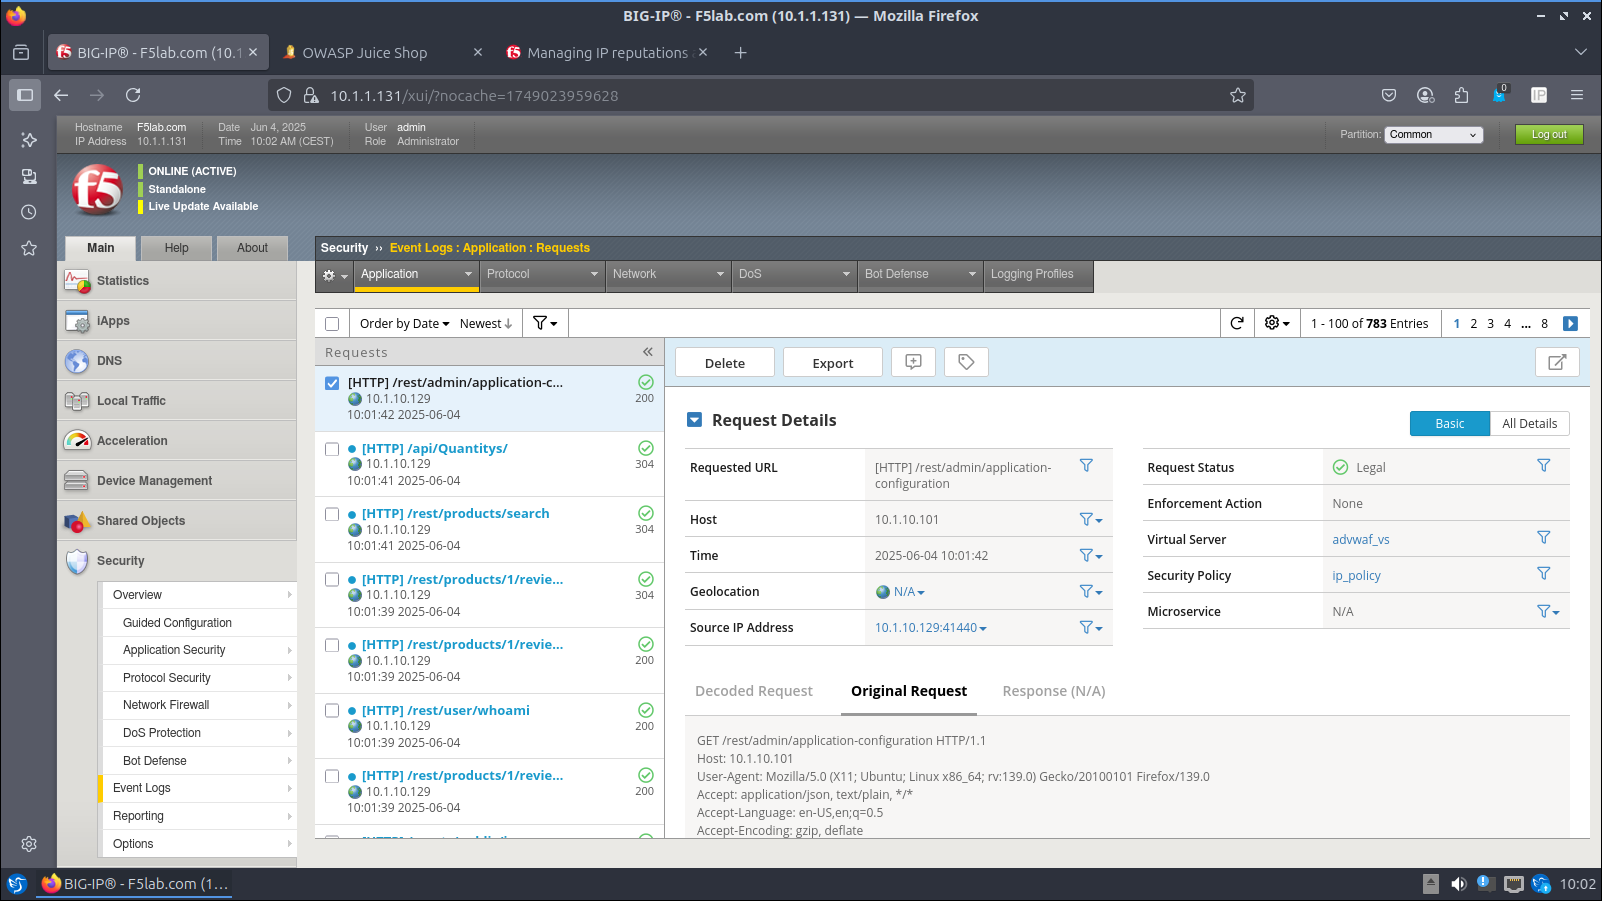 BIG-IP® - F5lab.com (10.1.1.131) — Mozilla Firefox
BIG-IP® - F5lab.com (10.1
OWASP Juice Shop
Managing IP reputations
10.1.1.131/xui/?nocache=1749023959628
0
IP
Hostname F5lab.com
IP Address 10.1.1.131
Date Jun 4, 2025
Time 10:02 AM (CEST)
User admin
Role Administrator
Partition: Common
Log out
f5
ONLINE (ACTIVE)
Standalone
Live Update Available
Main Help About
Security ›› Event Logs : Application : Requests
Application Protocol Network DoS Bot Defense Logging Profiles
Statistics
iApps
DNS
Local Traffic
Acceleration
Device Management
Shared Objects
Security
Overview
Guided Configuration
Application Security
Protocol Security
Network Firewall
DoS Protection
Bot Defense
Event Logs
Reporting
Options
Order by Date Newest
1 - 100 of 783 Entries
1 2 3 4 ... 8
Requests
[HTTP] /rest/admin/application-c...
10.1.10.129 200
10:01:42 2025-06-04
[HTTP] /api/Quantitys/
10.1.10.129 304
10:01:41 2025-06-04
[HTTP] /rest/products/search
10.1.10.129 304
10:01:41 2025-06-04
[HTTP] /rest/products/1/revie...
10.1.10.129 304
10:01:39 2025-06-04
[HTTP] /rest/products/1/revie...
10.1.10.129 200
10:01:39 2025-06-04
[HTTP] /rest/user/whoami
10.1.10.129 200
10:01:39 2025-06-04
[HTTP] /rest/products/1/revie...
10.1.10.129 200
10:01:39 2025-06-04
Delete Export
Request Details
Basic All Details
Requested URL [HTTP] /rest/admin/application-
configuration
Host 10.1.10.101
Time 2025-06-04 10:01:42
Geolocation N/A
Source IP Address 10.1.10.129:41440
Request Status Legal
Enforcement Action None
Virtual Server advwaf_vs
Security Policy ip_policy
Microservice N/A
Decoded Request Original Request Response (N/A)
GET /rest/admin/application-configuration HTTP/1.1
Host: 10.1.10.101
User-Agent: Mozilla/5.0 (X11; Ubuntu; Linux x86_64; rv:139.0) Gecko/20100101 Firefox/139.0
Accept: application/json, text/plain, */*
Accept-Language: en-US,en;q=0.5
Accept-Encoding: gzip, deflate
BIG-IP® - F5lab.com (1...
10:02